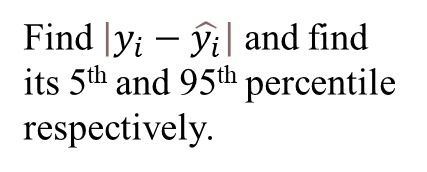 Find |yᵢ − ŷᵢ| and find
its 5th and 95th percentile
respectively.